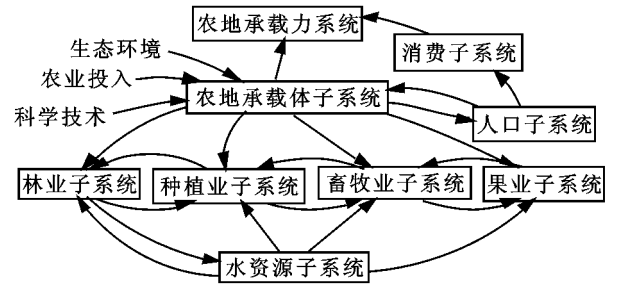 农地承载力系统
生态环境
消费子系统
农业投入
农地承载体子系统
科学技术
人口子系统
林业子系统
种植业子系统
畜牧业子系统
果业子系统
水资源子系统